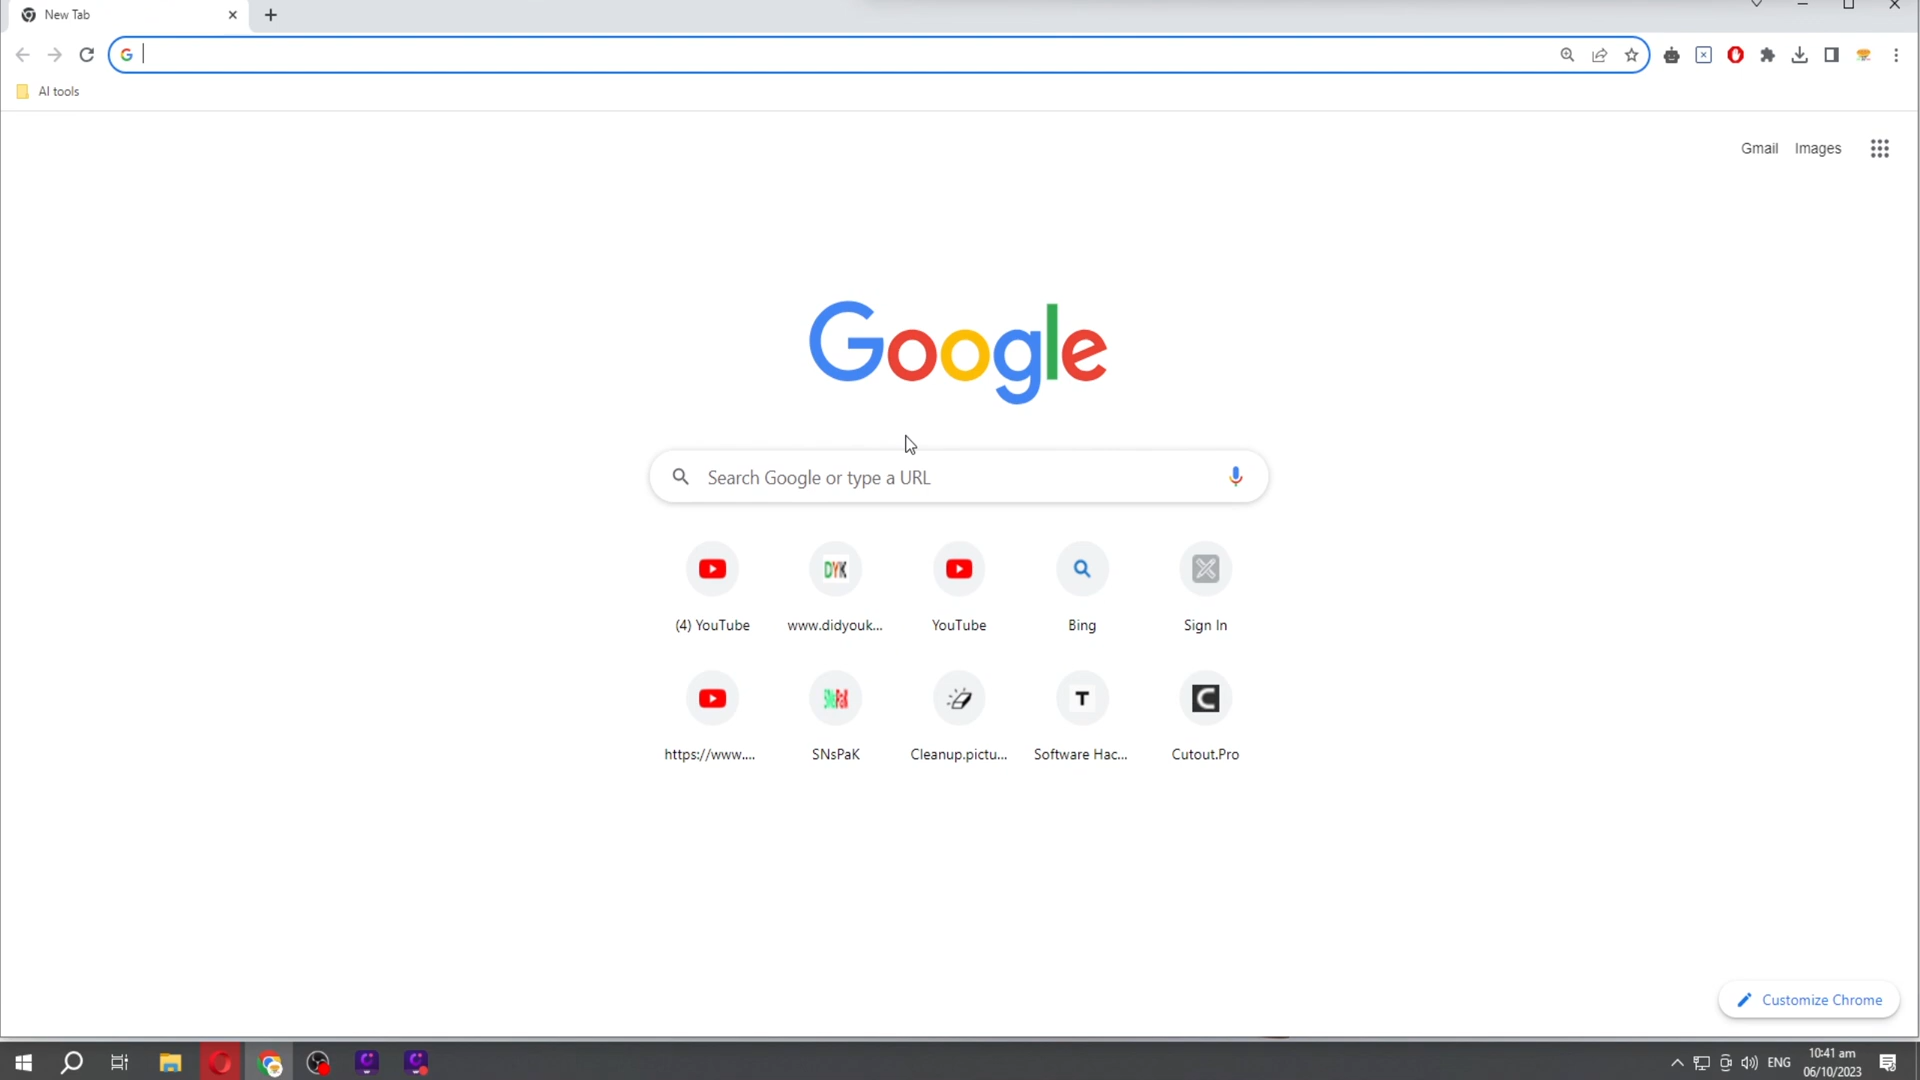 New Tab
AI tools
Gmail Images
Google
Search Google or type a URL
DYK
(4) YouTube www.didyouk... YouTube Bing Sign In
SNsPaK T C
https://www.... SNsPaK Cleanup.pictu... Software Hac... Cutout.Pro
Customize Chrome
ENG 10:41 am
06/10/2023